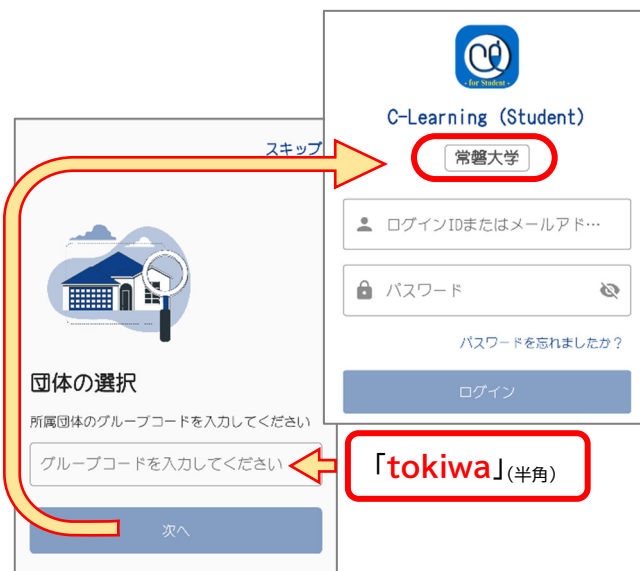 スキップ
団体の選択
所属団体のグループコードを入力してください
グループコードを入力してください
次へ
「tokiwa」(半角)
- for Student -
C-Learning (Student)
常磐大学
ログインIDまたはメールアド…
パスワード
パスワードを忘れましたか？
ログイン